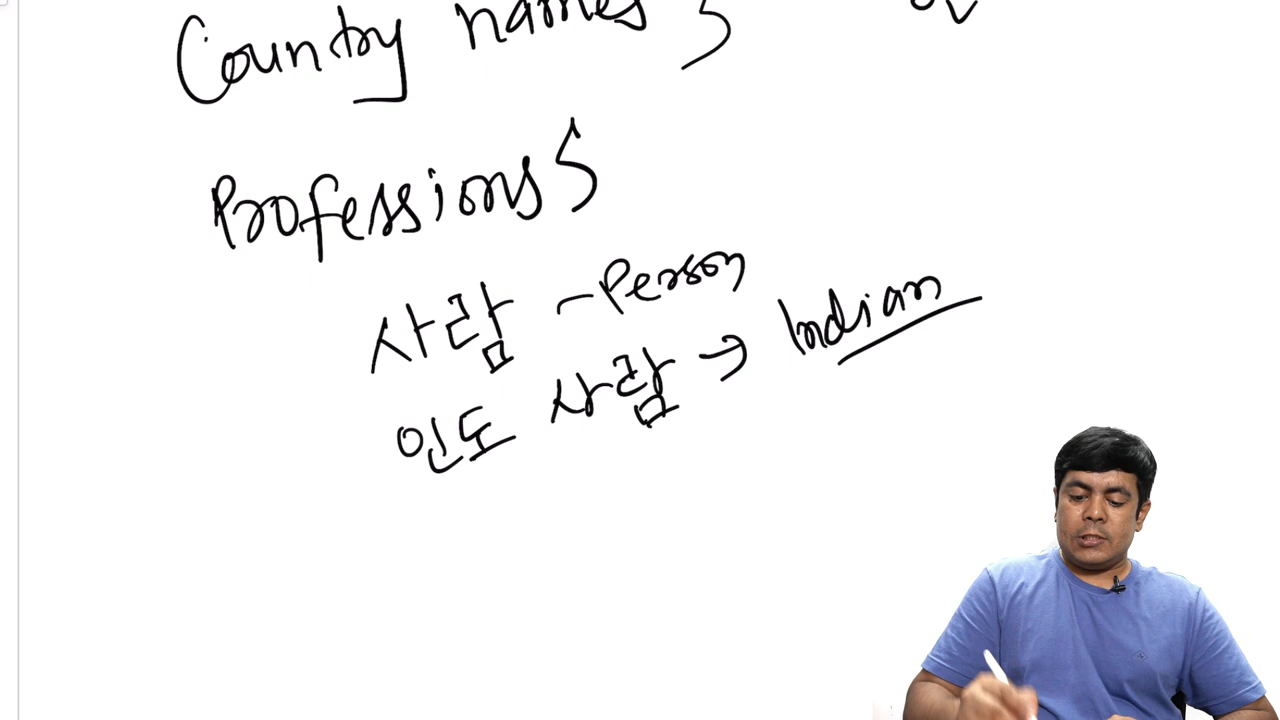 Country names
Professions
사람 - Person
인도 사람 → Indian